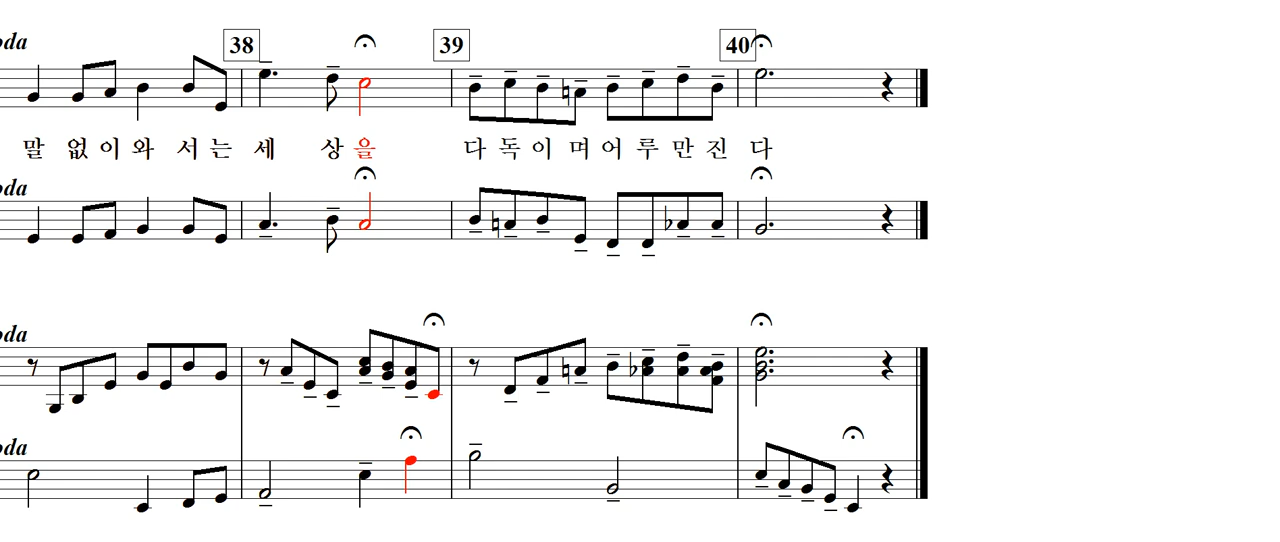 oda
38 39 40
말 없 이 와 서 는 세 상 을 다 독 이 며 어 루 만 진 다
oda
oda
oda